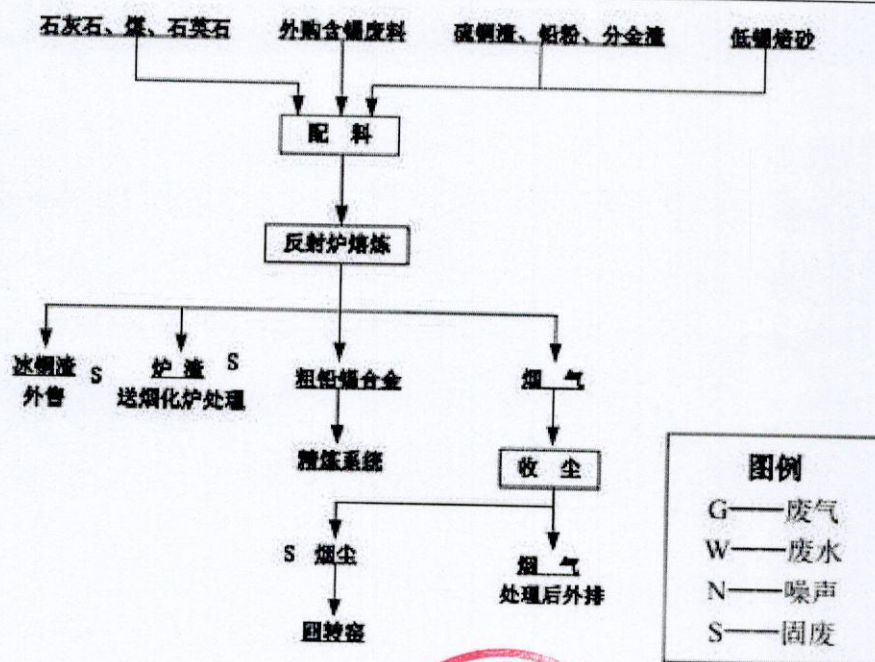 石灰石、煤、石英石
外购含锡废料
硫铜渣、铅粉、分金渣
低锡焙砂
配 料
反射炉熔炼
冰铜渣 S
外售
炉 渣 S
送烟化炉处理
粗铅锡合金
烟 气
精炼系统
收 尘
S 烟尘
烟 气
处理后外排
回转窑
图例
G——废气
W——废水
N——噪声
S——固废